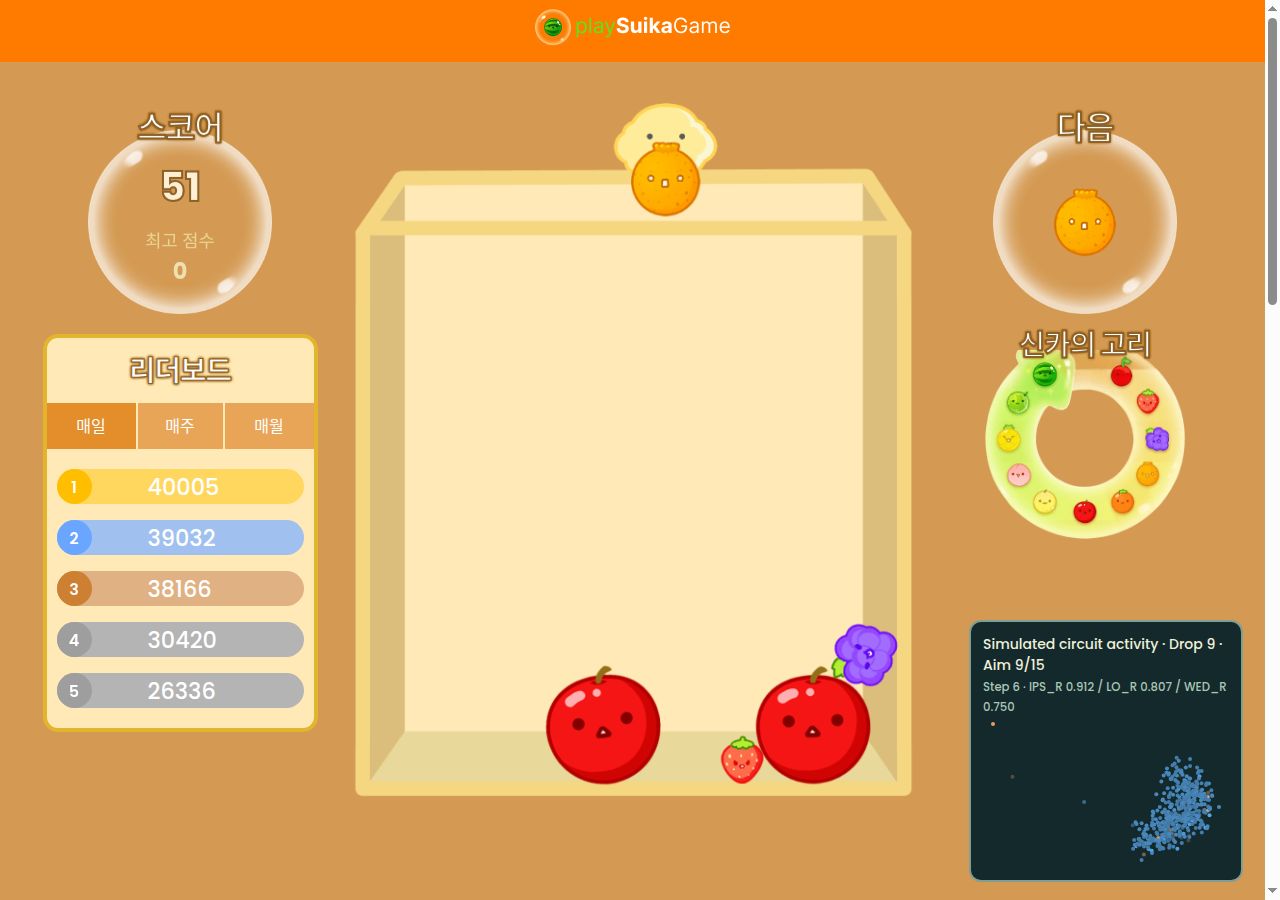 playSuikaGame
스코어
51
최고 점수
0
리더보드
매일 매주 매월
1 40005
2 39032
3 38166
4 30420
5 26336
다음
신카의 고리
Simulated circuit activity · Drop 9 ·
Aim 9/15
Step 6 · IPS_R 0.912 / LO_R 0.807 / WED_R
0.750